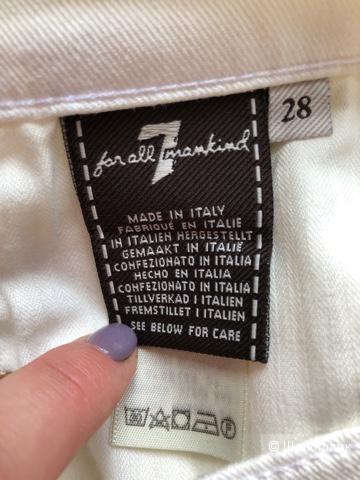 28
7
for all mankind
MADE IN ITALY
FABRIQUÉ EN ITALIE
IN ITALIEN HERGESTELLT
GEMAAKT IN ITALIË
CONFEZIONATO IN ITALIA
HECHO EN ITALIA
CONFEZIONATO IN ITALIA
TILLVERKAD I ITALIEN
FREMSTILLET I ITALIEN
SEE BELOW FOR CARE